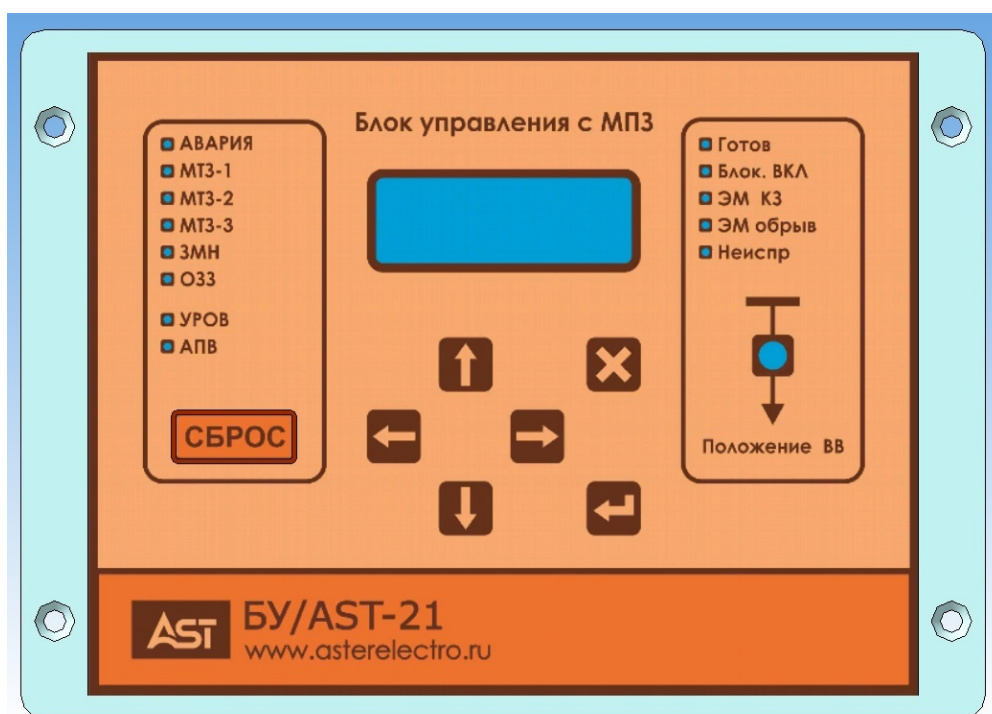 Блок управления с МПЗ
АВАРИЯ
МТЗ-1
МТЗ-2
МТЗ-3
ЗМН
ОЗЗ
УРОВ
АПВ
СБРОС
Готов
Блок. ВКЛ
ЭМ КЗ
ЭМ обрыв
Неиспр
Положение ВВ
AST
БУ/AST-21
www.asterelectro.ru